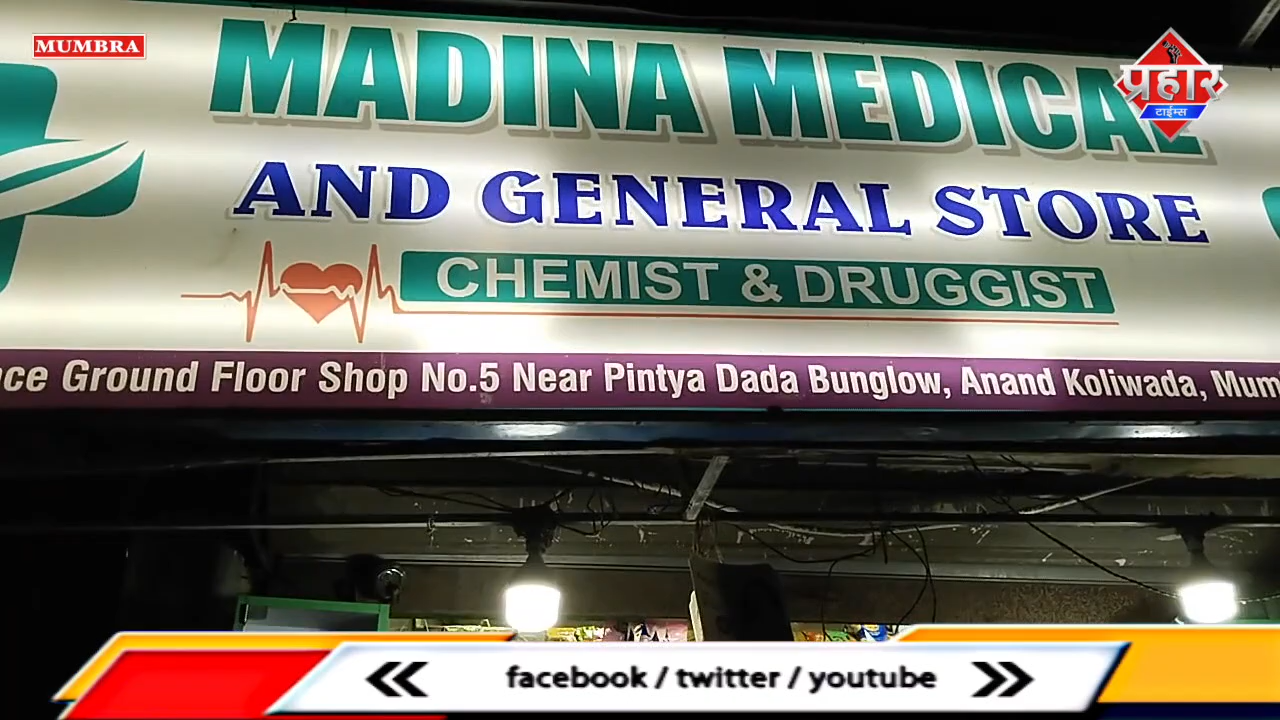 MUMBRA
प्रहार
टाईम्स
MADINA MEDICAL
AND GENERAL STORE
CHEMIST & DRUGGIST
Ground Floor Shop No.5 Near Pintya Dada Bunglow, Anand Koliwada,
facebook / twitter / youtube